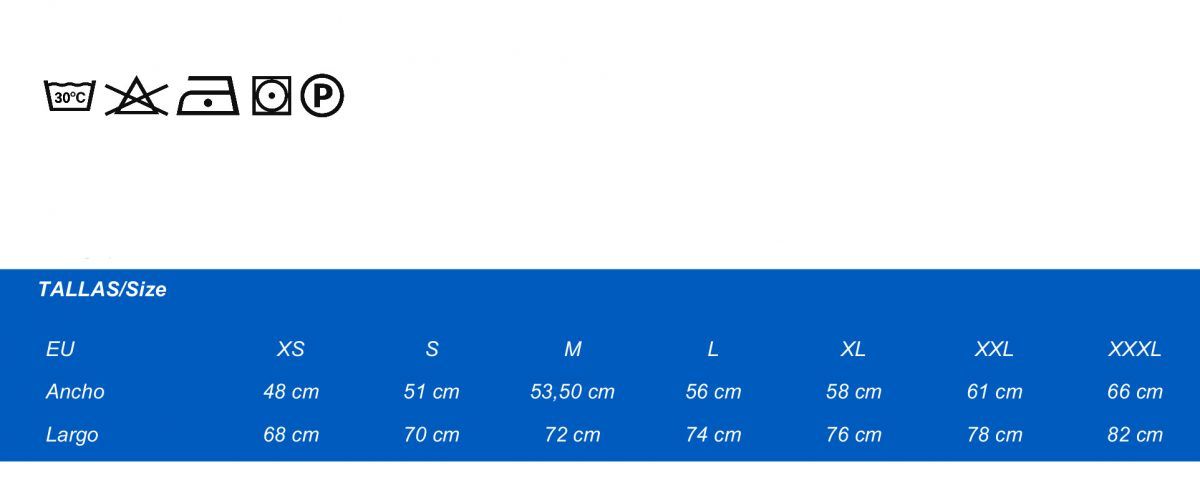 30°C P
TALLAS/Size
EU XS S M L XL XXL XXXL
Ancho 48 cm 51 cm 53,50 cm 56 cm 58 cm 61 cm 66 cm
Largo 68 cm 70 cm 72 cm 74 cm 76 cm 78 cm 82 cm